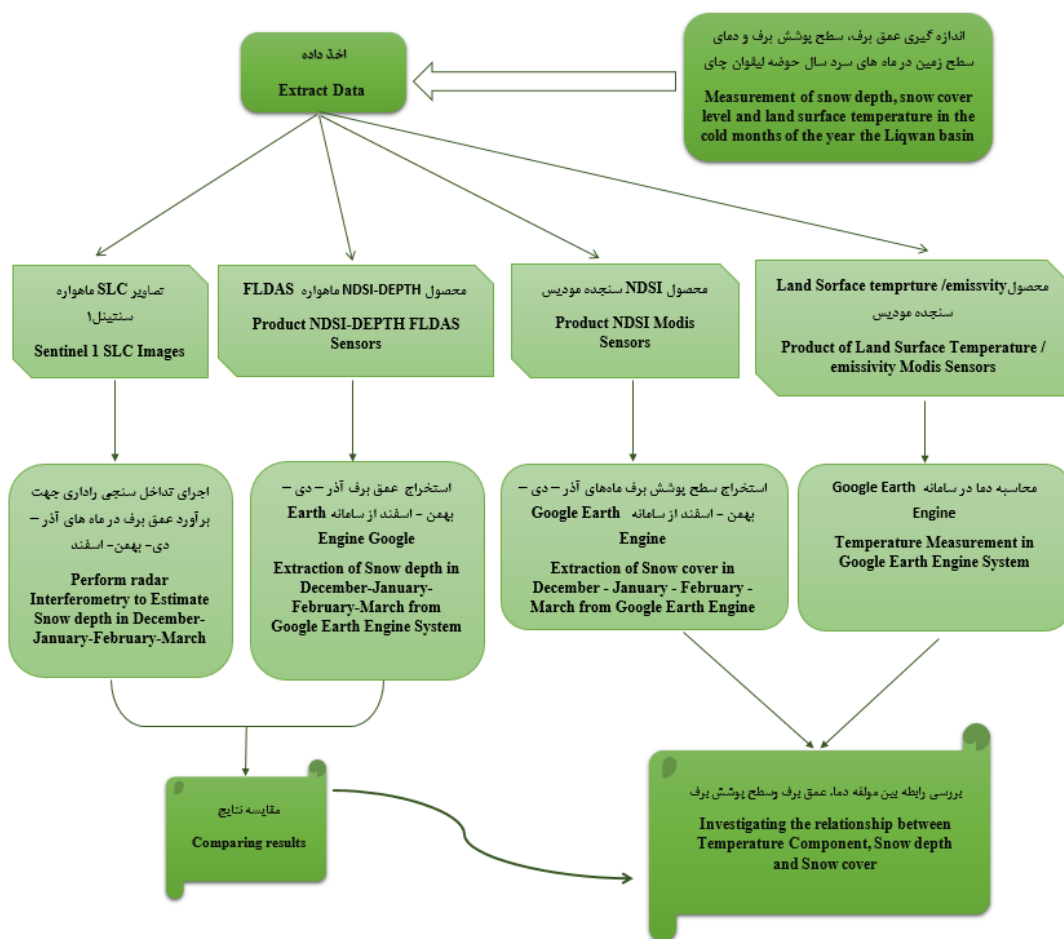 اخذ داده
Extract Data
اندازه گیری عمق برف، سطح پوشش برف و دمای
سطح زمین در ماه های سرد سال حوضه لیقوان چای
Measurement of snow depth, snow cover
level and land surface temperature in the
cold months of the year the Liqwan basin
تصاویر SLC ماهواره
سنتینل۱
Sentinel 1 SLC Images
محصول NDSI-DEPTH ماهواره FLDAS
Product NDSI-DEPTH FLDAS
Sensors
محصول NDSI سنجده مودیس
Product NDSI Modis
Sensors
محصول Land Sorface temprture /emissvity
سنجده مودیس
Product of Land Surface Temperature /
emissivity Modis Sensors
اجرای تداخل سنجی راداری جهت
برآورد عمق برف در ماه های آذر –
دی- بهمن- اسفند
Perform radar
Interferometry to Estimate
Snow depth in December-
January-February-March
استخراج عمق برف آذر – دی –
بهمن - اسفند از سامانه Earth
Engine Google
Extraction of Snow depth in
December-January-
February-March from
Google Earth Engine System
استخراج سطح پوشش برف ماه‌های آذر – دی –
بهمن - اسفند از سامانه Google Earth
Engine
Extraction of Snow cover in
December - January - February -
March from Google Earth Engine
محاسبه دما در سامانه Google Earth
Engine
Temperature Measurement in
Google Earth Engine System
مقایسه نتایج
Comparing results
بررسی رابطه بین مولفه دما، عمق برف وسطح پوشش برف
Investigating the relationship between
Temperature Component, Snow depth
and Snow cover